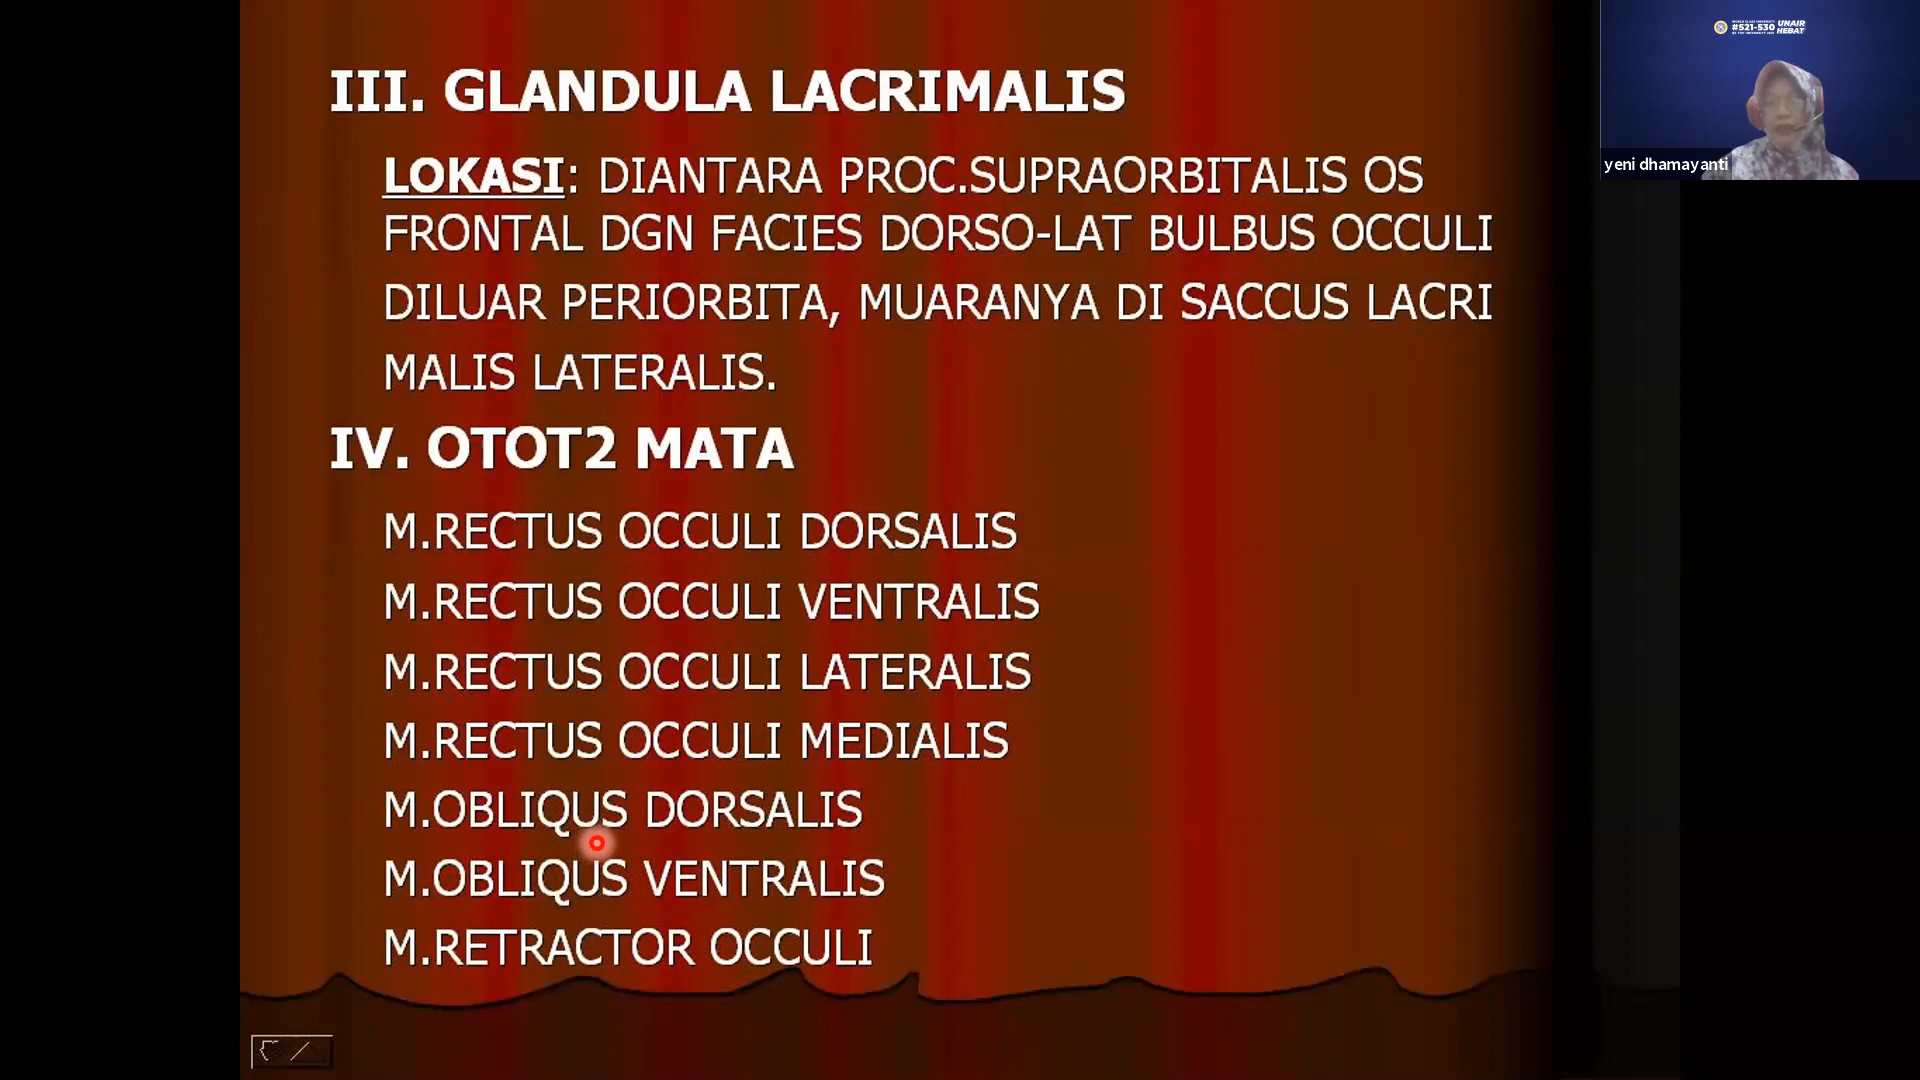 III. GLANDULA LACRIMALIS
LOKASI: DIANTARA PROC.SUPRAORBITALIS OS
FRONTAL DGN FACIES DORSO-LAT BULBUS OCCULI
DILUAR PERIORBITA, MUARANYA DI SACCUS LACRI
MALIS LATERALIS.
IV. OTOT2 MATA
M.RECTUS OCCULI DORSALIS
M.RECTUS OCCULI VENTRALIS
M.RECTUS OCCULI LATERALIS
M.RECTUS OCCULI MEDIALIS
M.OBLIQUS DORSALIS
M.OBLIQUS VENTRALIS
M.RETRACTOR OCCULI
#521-530
UNAIR
HEBAT
yeni dhamayanti